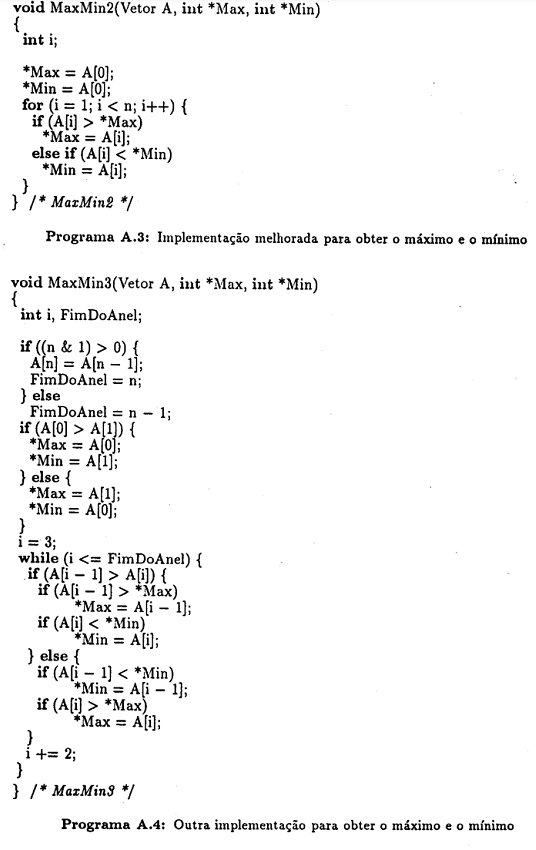 void MaxMin2(Vetor A, int *Max, int *Min)
{
int i;
*Max = A[0];
*Min = A[0];
for (i = 1; i < n; i++) {
if (A[i] > *Max)
*Max = A[i];
else if (A[i] < *Min)
*Min = A[i];
}
} /* MaxMin2 */
Programa A.3: Implementação melhorada para obter o máximo e o mínimo
void MaxMin3(Vetor A, int *Max, int *Min)
{
int i, FimDoAnel;
if ((n & 1) > 0) {
A[n] = A[n − 1];
FimDoAnel = n;
} else
FimDoAnel = n − 1;
if (A[0] > A[1]) {
*Max = A[0];
*Min = A[1];
} else {
*Max = A[1];
*Min = A[0];
}
i = 3;
while (i <= FimDoAnel) {
if (A[i − 1] > A[i]) {
if (A[i − 1] > *Max)
*Max = A[i − 1];
if (A[i] < *Min)
*Min = A[i];
} else {
if (A[i − 1] < *Min)
*Min = A[i − 1];
if (A[i] > *Max)
*Max = A[i];
}
i += 2;
}
} /* MaxMin3 */
Programa A.4: Outra implementação para obter o máximo e o mínimo